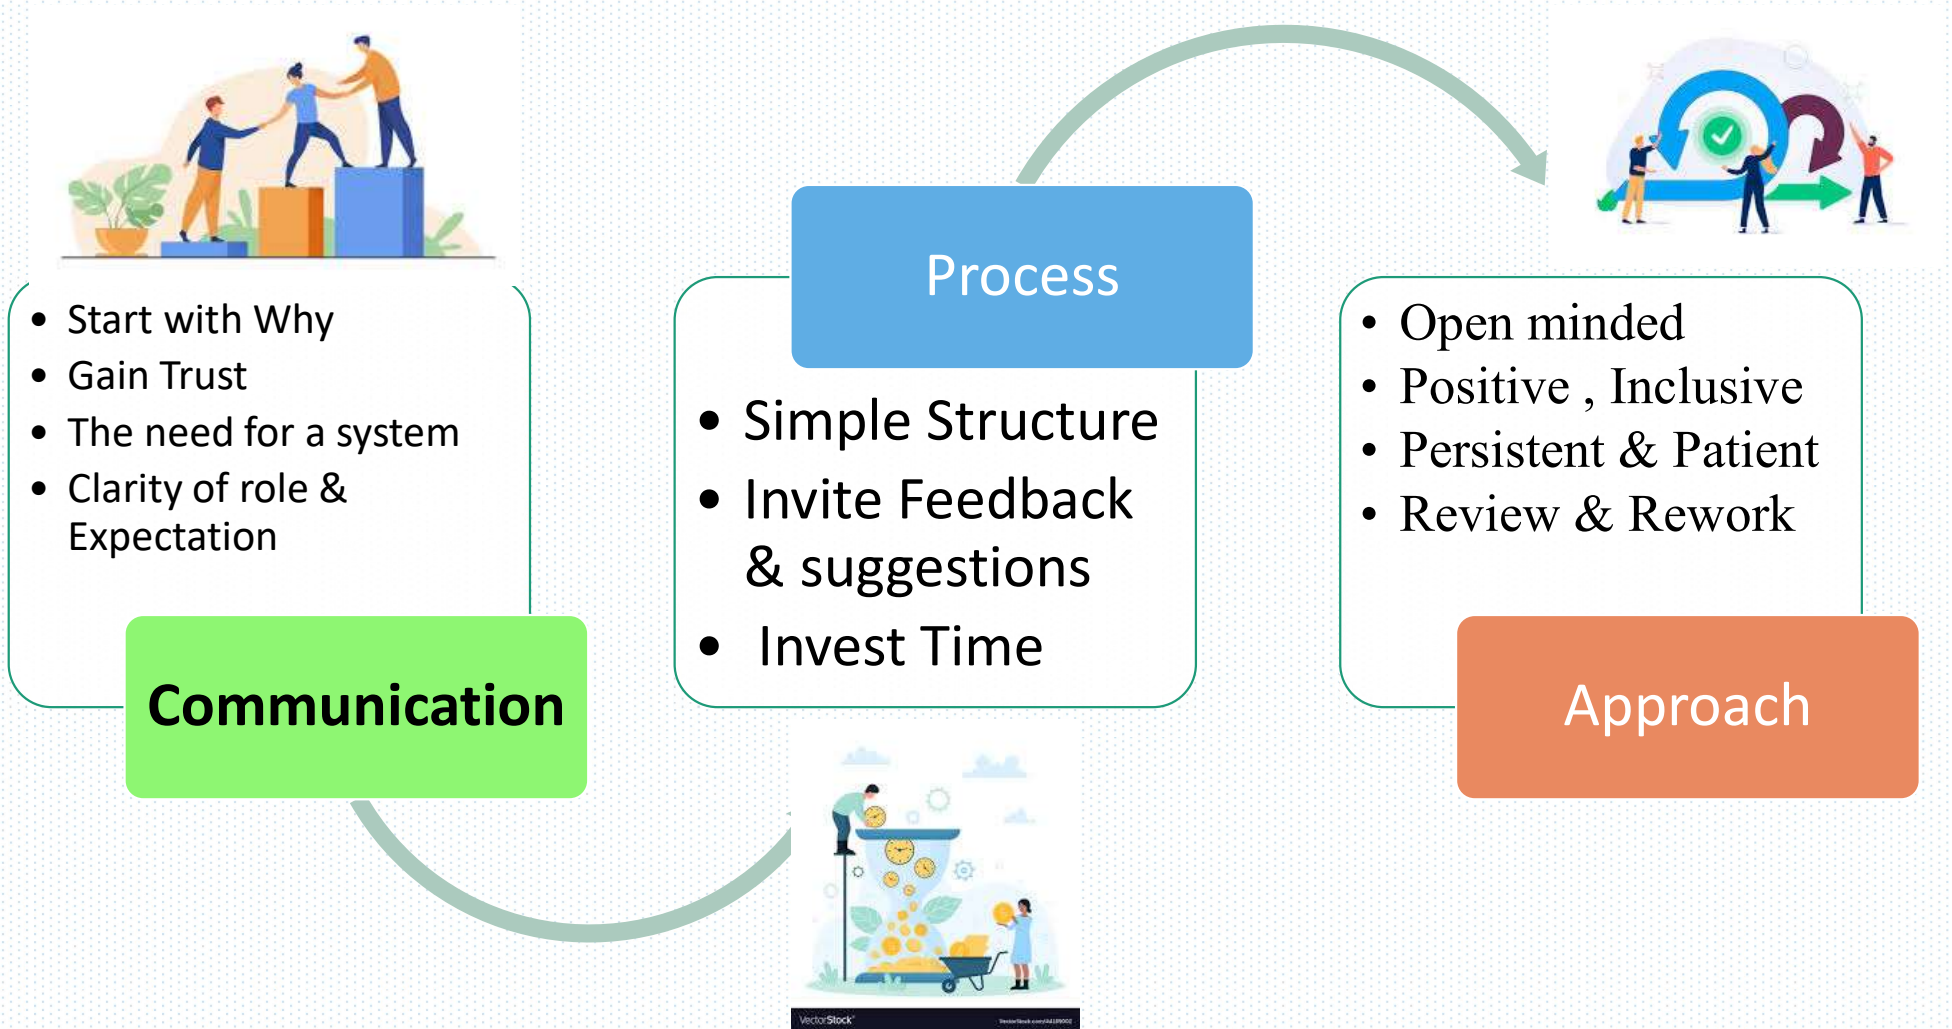 • Start with Why
• Gain Trust
• The need for a system
• Clarity of role &
Expectation
Communication
Process
• Simple Structure
• Invite Feedback
& suggestions
• Invest Time
• Open minded
• Positive , Inclusive
• Persistent & Patient
• Review & Rework
Approach
VectorStock®